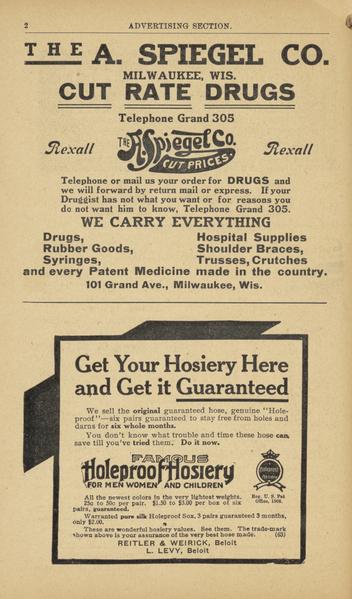 2
ADVERTISING SECTION.
THE A. SPIEGEL CO.
MILWAUKEE, WIS.
CUT RATE DRUGS
Telephone Grand 305
Rexall
THE A. Spiegel Co.
CUT PRICES.
Rexall
Telephone or mail us your order for DRUGS and
we will forward by return mail or express. If your
Druggist has not what you want or for reasons you
do not want him to know, Telephone Grand 305.
WE CARRY EVERYTHING
Drugs,
Rubber Goods,
Syringes,
Hospital Supplies
Shoulder Braces,
Trusses, Crutches
and every Patent Medicine made in the country.
101 Grand Ave., Milwaukee, Wis.
Get Your Hosiery Here
and Get it Guaranteed
We sell the original guaranteed hose, genuine "Hole-
proof"—six pairs guaranteed to stay free from holes and
darns for six whole months.
You don't know what trouble and time these hose can
save till you've tried them. Do it now.
FAMOUS
Holeproof Hosiery
FOR MEN WOMEN AND CHILDREN
Reg. U. S. Pat
Office, 1906.
All the newest colors in the very lightest weights.
25c to 50c per pair. $1.50 to $3.00 per box of six
pairs, guaranteed.
Warranted pure silk Holeproof Sox, 3 pairs guaranteed 3 months,
only $2.00.
These are wonderful hosiery values. See them. The trade-mark
shown above is your assurance of the very best hose made. (63)
REITLER & WEIRICK, Beloit
L. LEVY, Beloit